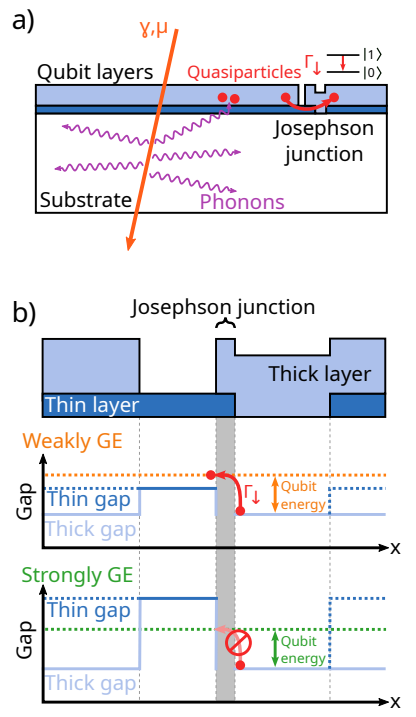 a)
ɣ,μ
Qubit layers
Quasiparticles
Γ↓
|1⟩
|0⟩
Josephson
junction
Substrate
Phonons
b)
Josephson junction
Thick layer
Thin layer
Weakly GE
Gap
Thin gap
Thick gap
Γ↓
Qubit
energy
x
Strongly GE
Gap
Thin gap
Thick gap
Qubit
energy
x